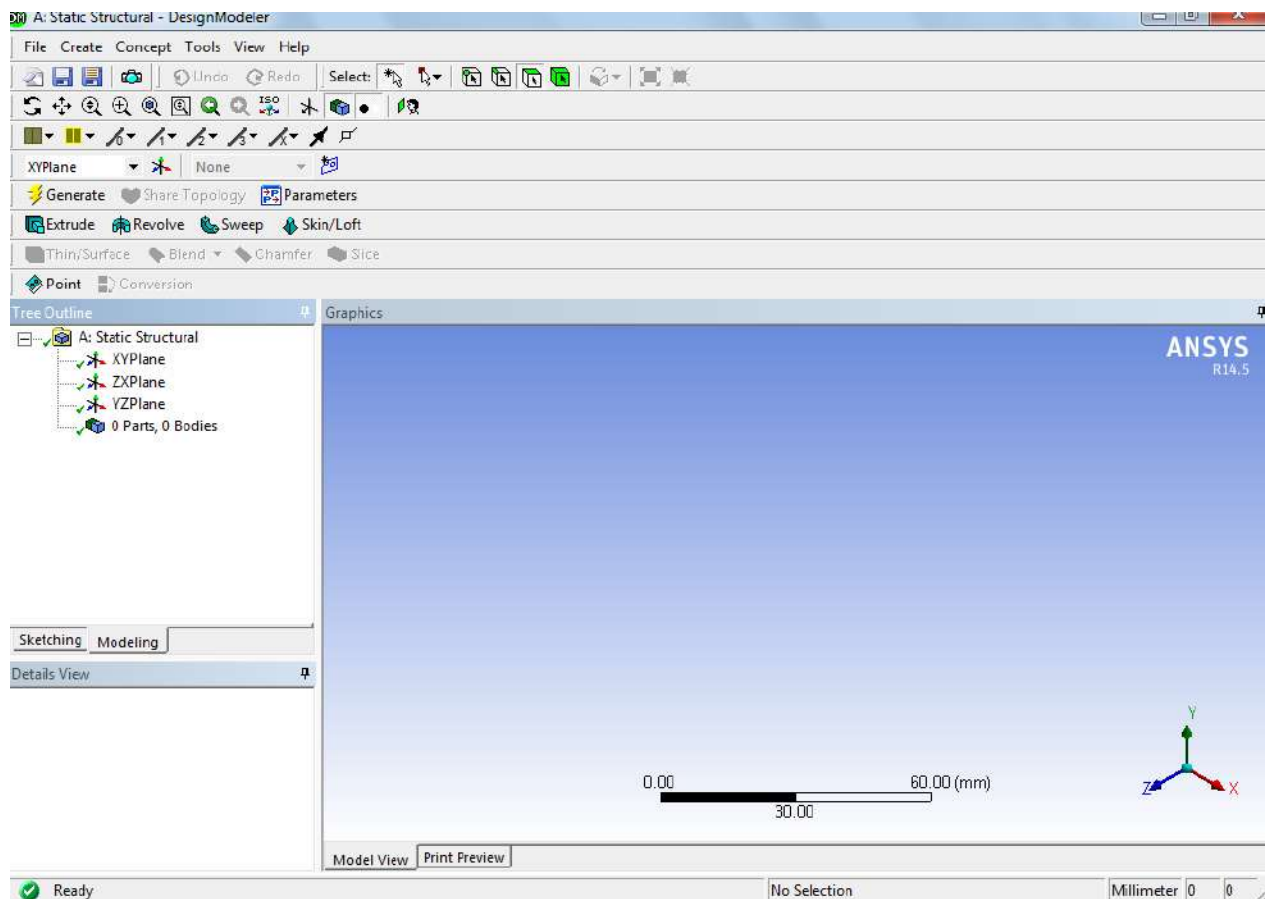 DM A: Static Structural - DesignModeler
File Create Concept Tools View Help
Undo Redo Select:
ISO
XYPlane None
Generate Share Topology Parameters
Extrude Revolve Sweep Skin/Loft
Thin/Surface Blend Chamfer Slice
Point Conversion
Tree Outline
A: Static Structural
XYPlane
ZXPlane
YZPlane
0 Parts, 0 Bodies
Sketching Modeling
Details View
Graphics
ANSYS
R14.5
0.00 60.00 (mm)
30.00
Y
Z X
Model View Print Preview
Ready No Selection Millimeter 0 0